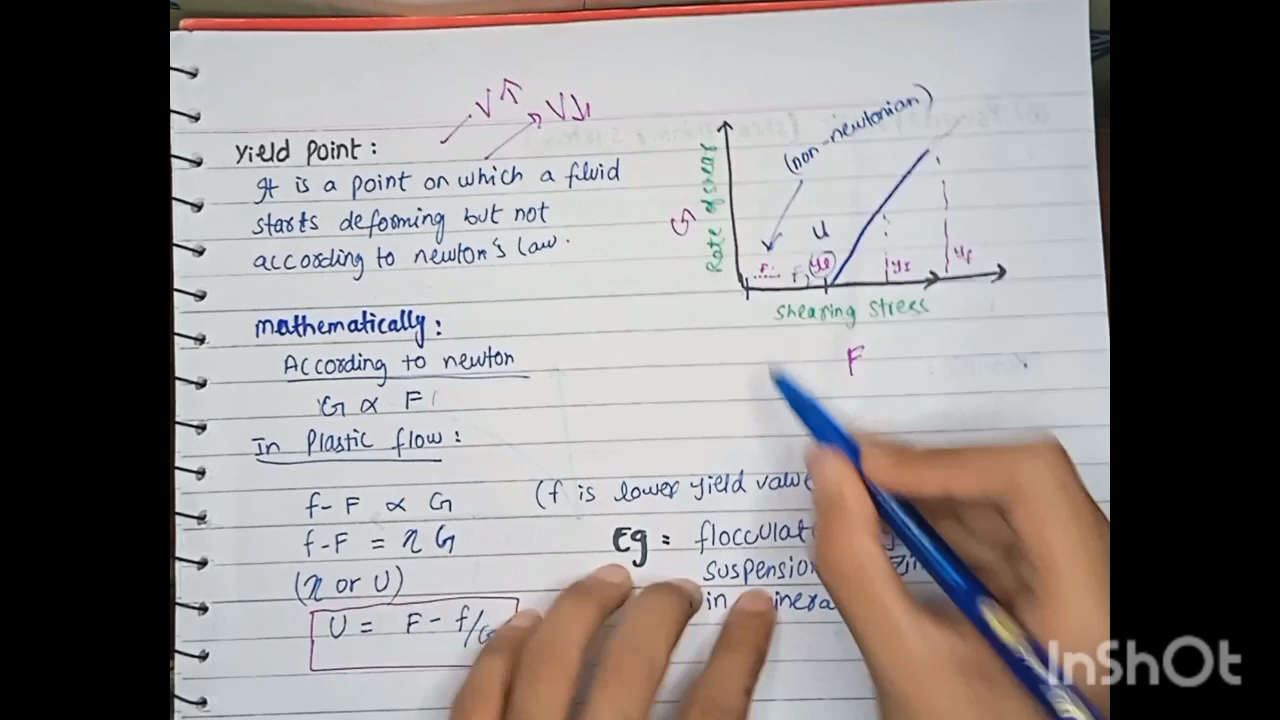 V↑
V↓
Yield Point:
It is a point on which a fluid
starts deforming but not
according to newton's Law.
(non-newtonian)
Rate of shear
G
U
f
yI
yf
Shearing Stress
F
Mathematically:
According to newton
G ∝ F
In Plastic flow:
f-F ∝ G
(f is lower yield value
f-F = η G
Eg:
(η or U)
suspension
in
U = F-f/G
InShOt